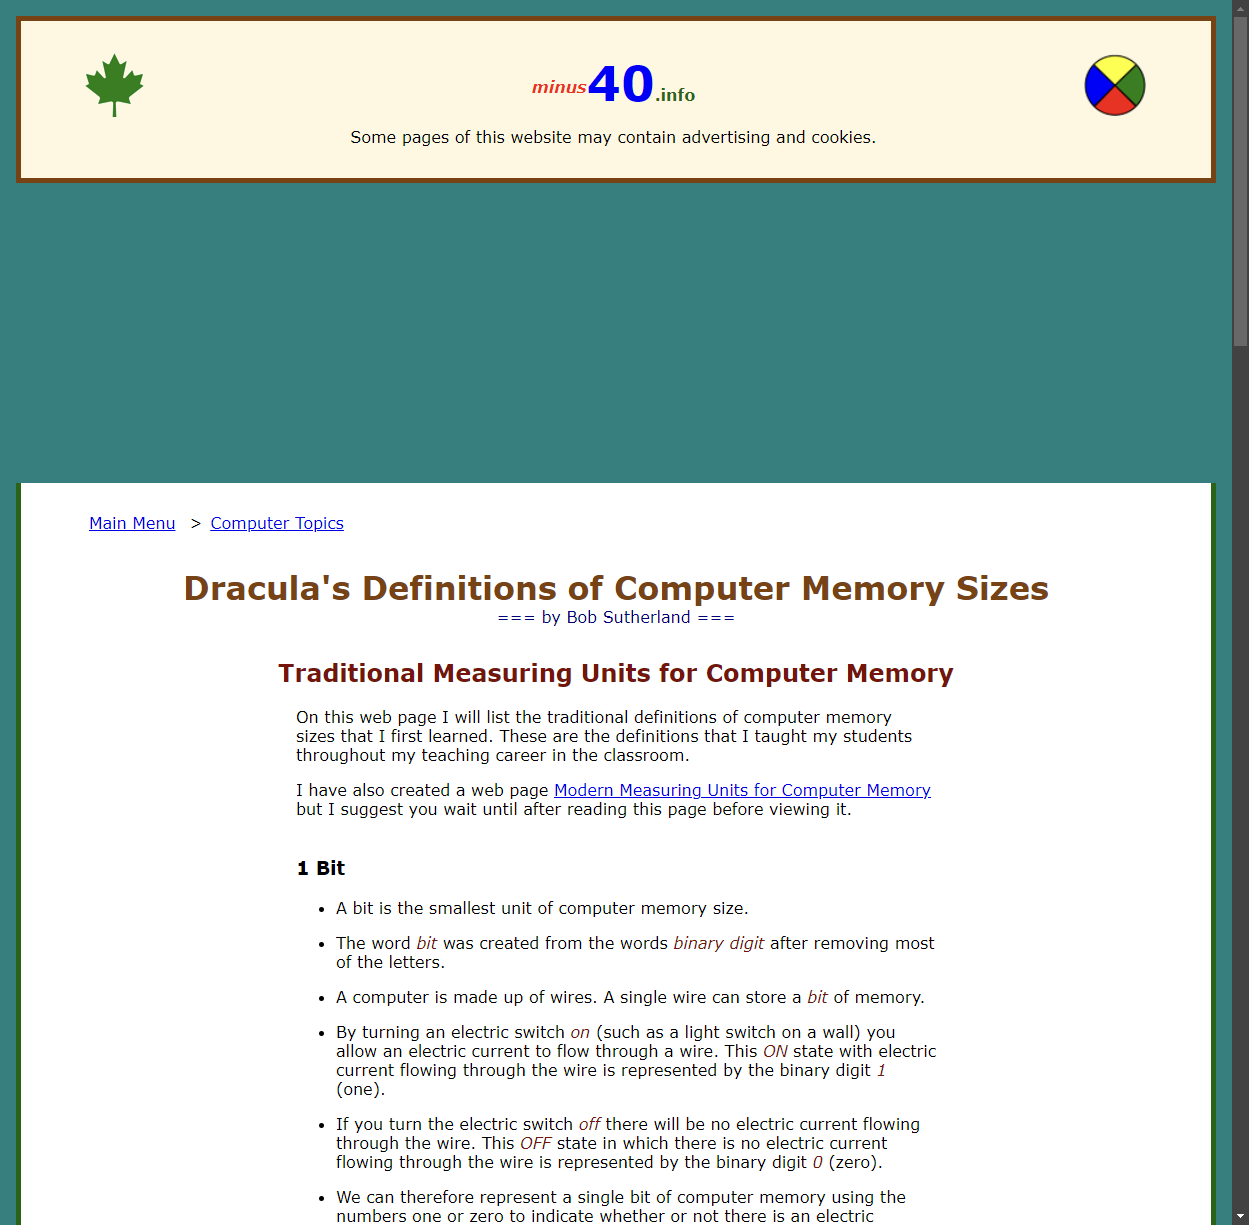 minus40.info
Some pages of this website may contain advertising and cookies.
Main Menu > Computer Topics
Dracula's Definitions of Computer Memory Sizes
=== by Bob Sutherland ===
Traditional Measuring Units for Computer Memory
On this web page I will list the traditional definitions of computer memory
sizes that I first learned. These are the definitions that I taught my students
throughout my teaching career in the classroom.
I have also created a web page Modern Measuring Units for Computer Memory
but I suggest you wait until after reading this page before viewing it.
1 Bit
• A bit is the smallest unit of computer memory size.
• The word bit was created from the words binary digit after removing most
of the letters.
• A computer is made up of wires. A single wire can store a bit of memory.
• By turning an electric switch on (such as a light switch on a wall) you
allow an electric current to flow through a wire. This ON state with electric
current flowing through the wire is represented by the binary digit 1
(one).
• If you turn the electric switch off there will be no electric current flowing
through the wire. This OFF state in which there is no electric current
flowing through the wire is represented by the binary digit 0 (zero).
• We can therefore represent a single bit of computer memory using the
numbers one or zero to indicate whether or not there is an electric